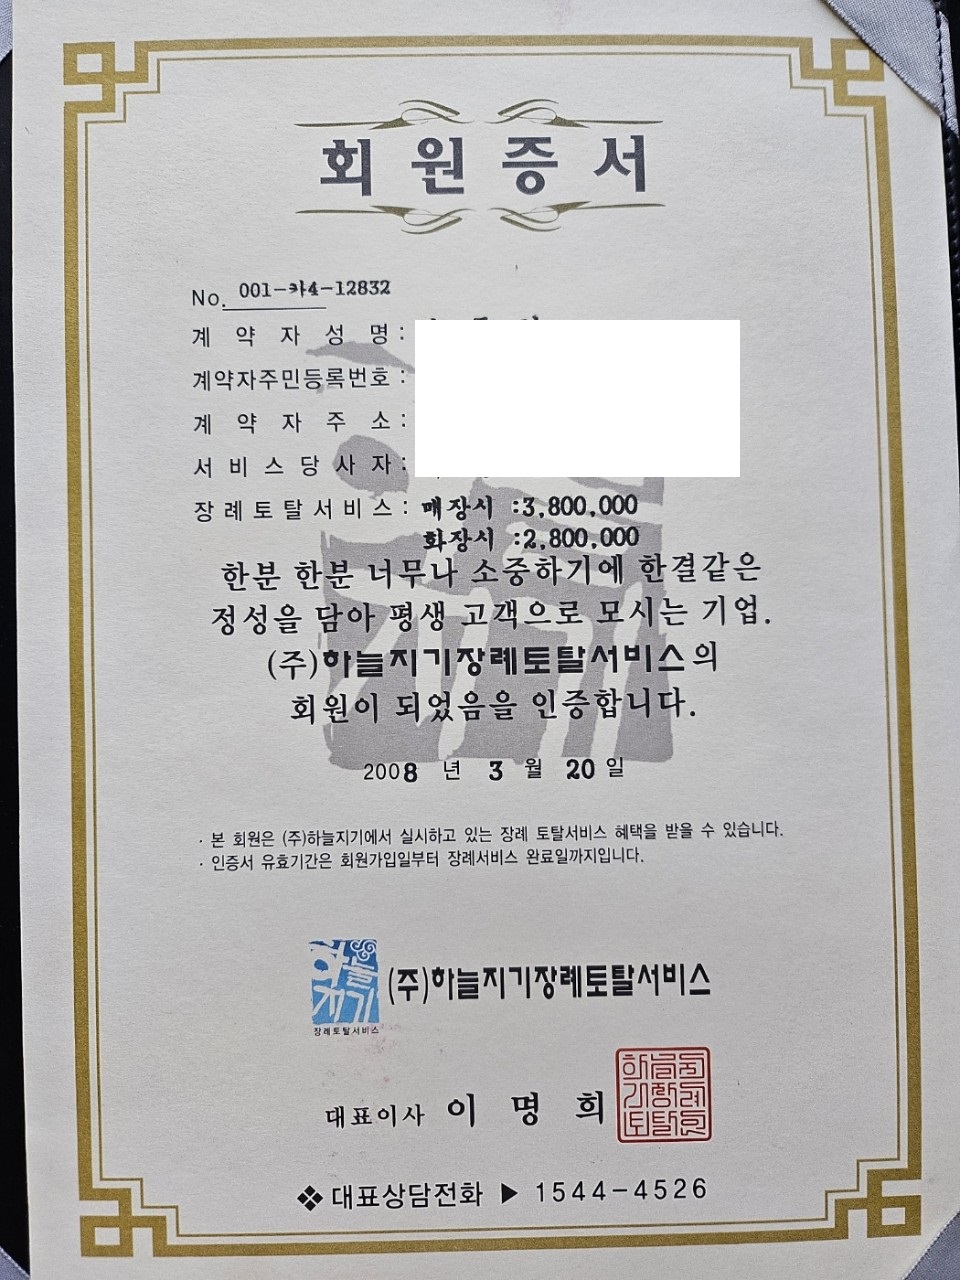 회원증서
No. 001-카4-12832
계약자성명 :
계약자주민등록번호 :
계약자주소 :
서비스당사자 :
장례토탈서비스 : 매장시 :3,800,000
화장시 :2,800,000
한분 한분 너무나 소중하기에 한결같은
정성을 담아 평생 고객으로 모시는 기업.
(주)하늘지기장례토탈서비스의
회원이 되었음을 인증합니다.
2008 년 3 월 20 일
· 본 회원은 (주)하늘지기에서 실시하고 있는 장례 토탈서비스 혜택을 받을 수 있습니다.
· 인증서 유효기간은 회원가입일부터 장례서비스 완료일까지입니다.
하늘지기
장례토탈서비스
(주)하늘지기장례토탈서비스
대표이사 이명희
❖ 대표상담전화 ▶ 1544-4526